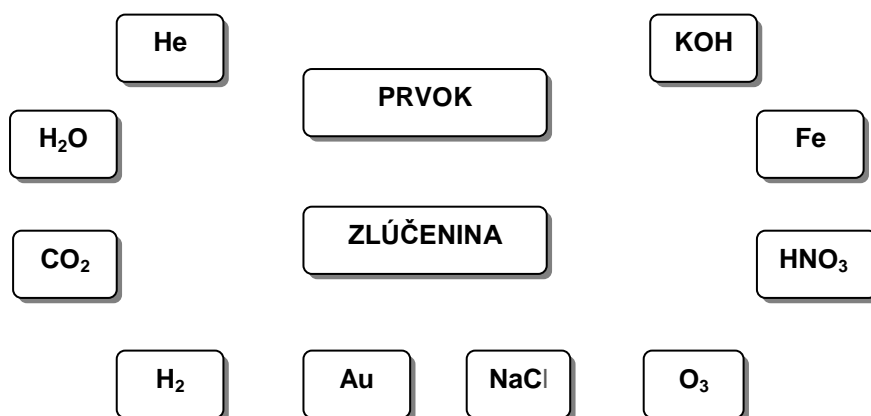 He
KOH
PRVOK
H₂O
Fe
ZLÚČENINA
CO₂
HNO₃
H₂
Au
NaCl
O₃